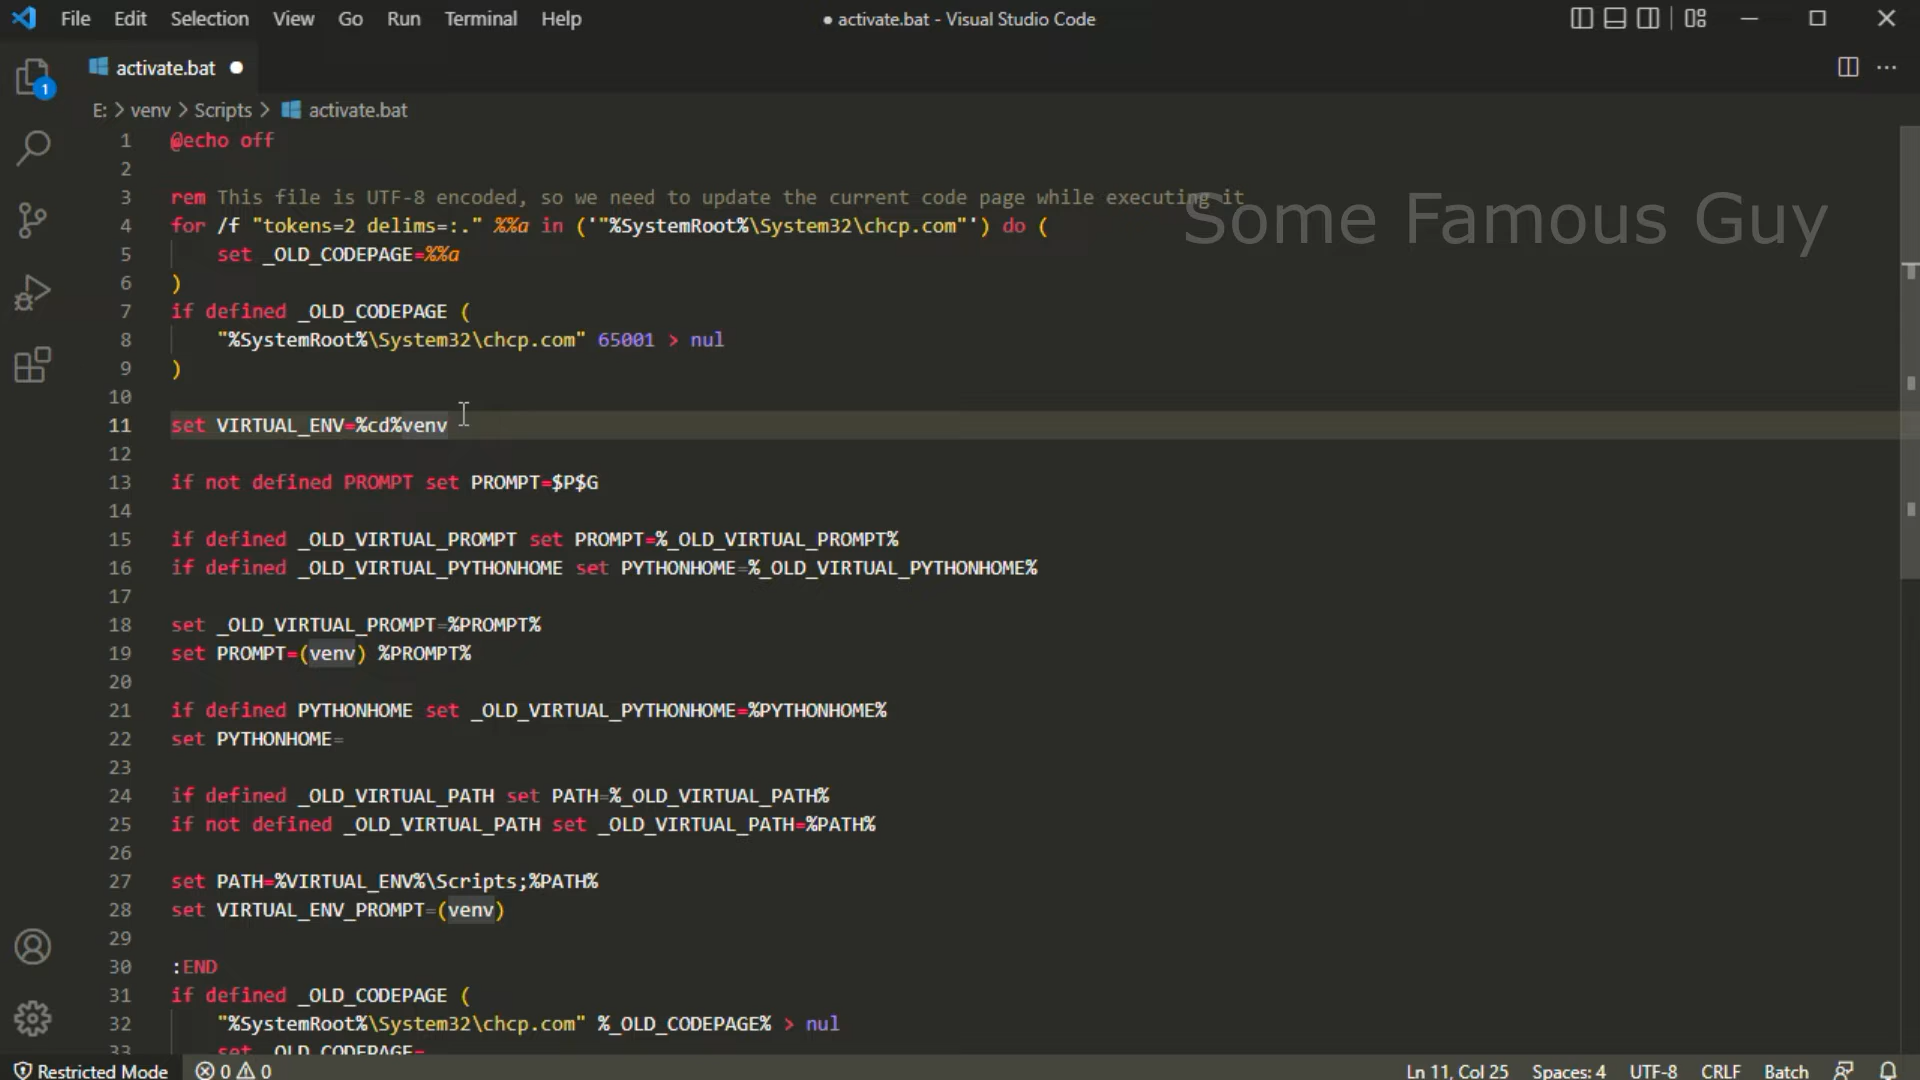 File Edit Selection View Go Run Terminal Help
● activate.bat - Visual Studio Code
activate.bat
1
E: > venv > Scripts > activate.bat
1 @echo off
2
3 rem This file is UTF-8 encoded, so we need to update the current code page while executing it
Some Famous Guy
4 for /f "tokens=2 delims=:." %%a in ('"%SystemRoot%\System32\chcp.com"') do (
5 set _OLD_CODEPAGE=%%a
6 )
7 if defined _OLD_CODEPAGE (
8 "%SystemRoot%\System32\chcp.com" 65001 > nul
9 )
10
11 set VIRTUAL_ENV=%cd%venv
12
13 if not defined PROMPT set PROMPT=$P$G
14
15 if defined _OLD_VIRTUAL_PROMPT set PROMPT=%_OLD_VIRTUAL_PROMPT%
16 if defined _OLD_VIRTUAL_PYTHONHOME set PYTHONHOME=%_OLD_VIRTUAL_PYTHONHOME%
17
18 set _OLD_VIRTUAL_PROMPT=%PROMPT%
19 set PROMPT=(venv) %PROMPT%
20
21 if defined PYTHONHOME set _OLD_VIRTUAL_PYTHONHOME=%PYTHONHOME%
22 set PYTHONHOME=
23
24 if defined _OLD_VIRTUAL_PATH set PATH=%_OLD_VIRTUAL_PATH%
25 if not defined _OLD_VIRTUAL_PATH set _OLD_VIRTUAL_PATH=%PATH%
26
27 set PATH=%VIRTUAL_ENV%\Scripts;%PATH%
28 set VIRTUAL_ENV_PROMPT=(venv)
29
30 :END
31 if defined _OLD_CODEPAGE (
32 "%SystemRoot%\System32\chcp.com" %_OLD_CODEPAGE% > nul
33 set _OLD_CODEPAGE=
Restricted Mode 0 0 Ln 11, Col 25 Spaces: 4 UTF-8 CRLF Batch